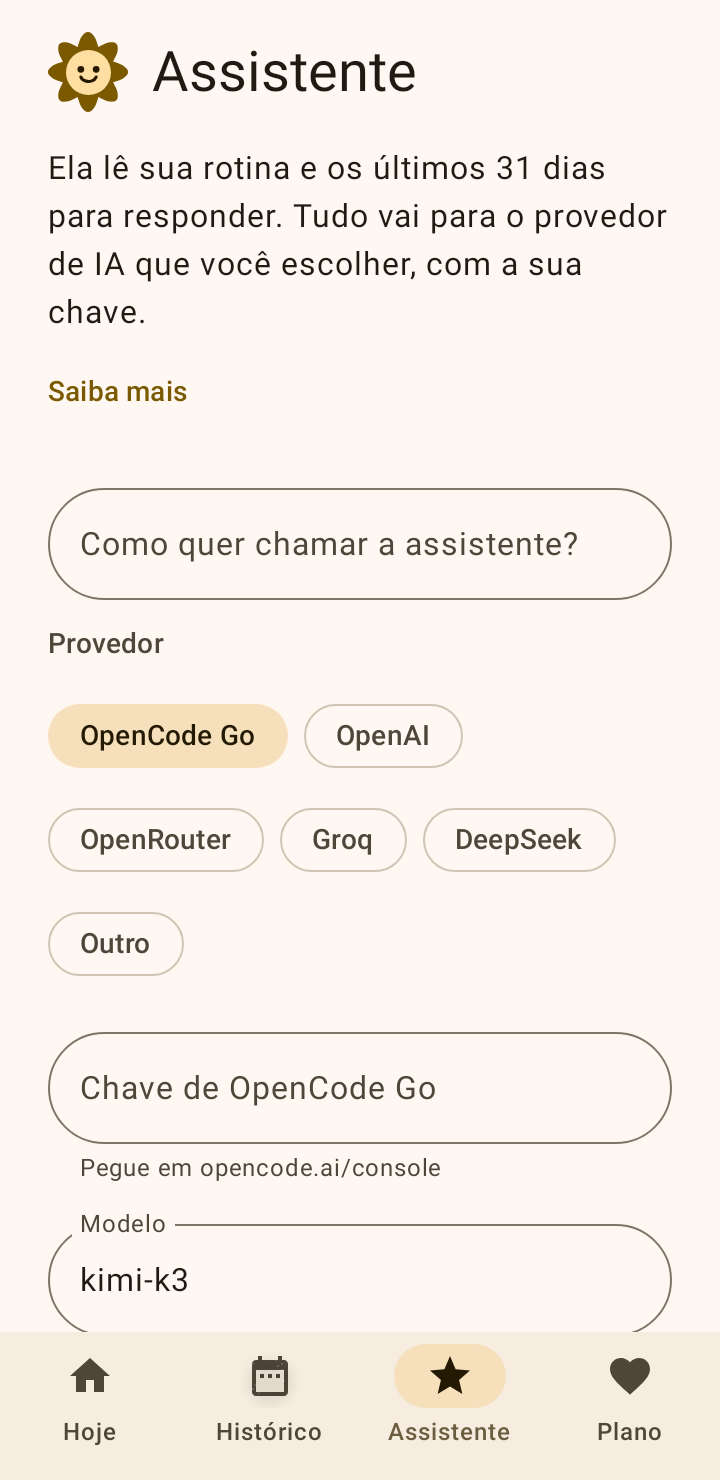 Assistente
Ela lê sua rotina e os últimos 31 dias
para responder. Tudo vai para o provedor
de IA que você escolher, com a sua
chave.
Saiba mais
Como quer chamar a assistente?
Provedor
OpenCode Go
OpenAI
OpenRouter
Groq
DeepSeek
Outro
Chave de OpenCode Go
Pegue em opencode.ai/console
Modelo
kimi-k3
Hoje
Histórico
Assistente
Plano